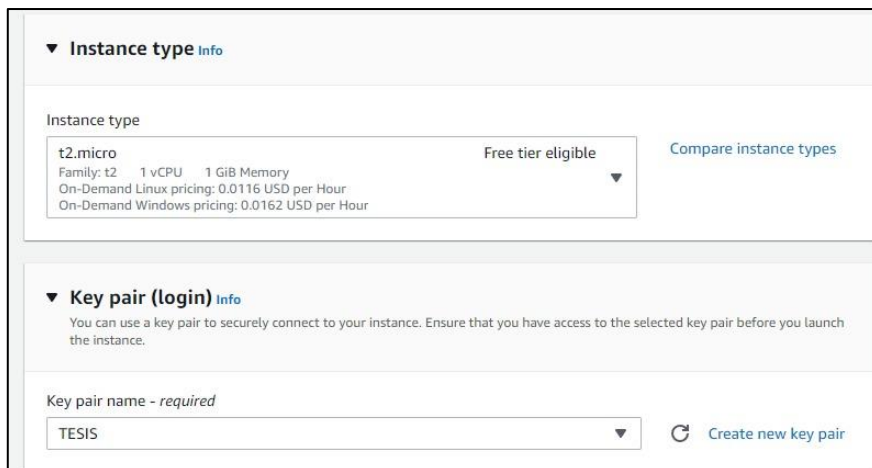 Instance type Info
Instance type
t2.micro Free tier eligible
Family: t2 1 vCPU 1 GiB Memory
On-Demand Linux pricing: 0.0116 USD per Hour
On-Demand Windows pricing: 0.0162 USD per Hour
Compare instance types
Key pair (login) Info
You can use a key pair to securely connect to your instance. Ensure that you have access to the selected key pair before you launch
the instance.
Key pair name - required
TESIS
Create new key pair